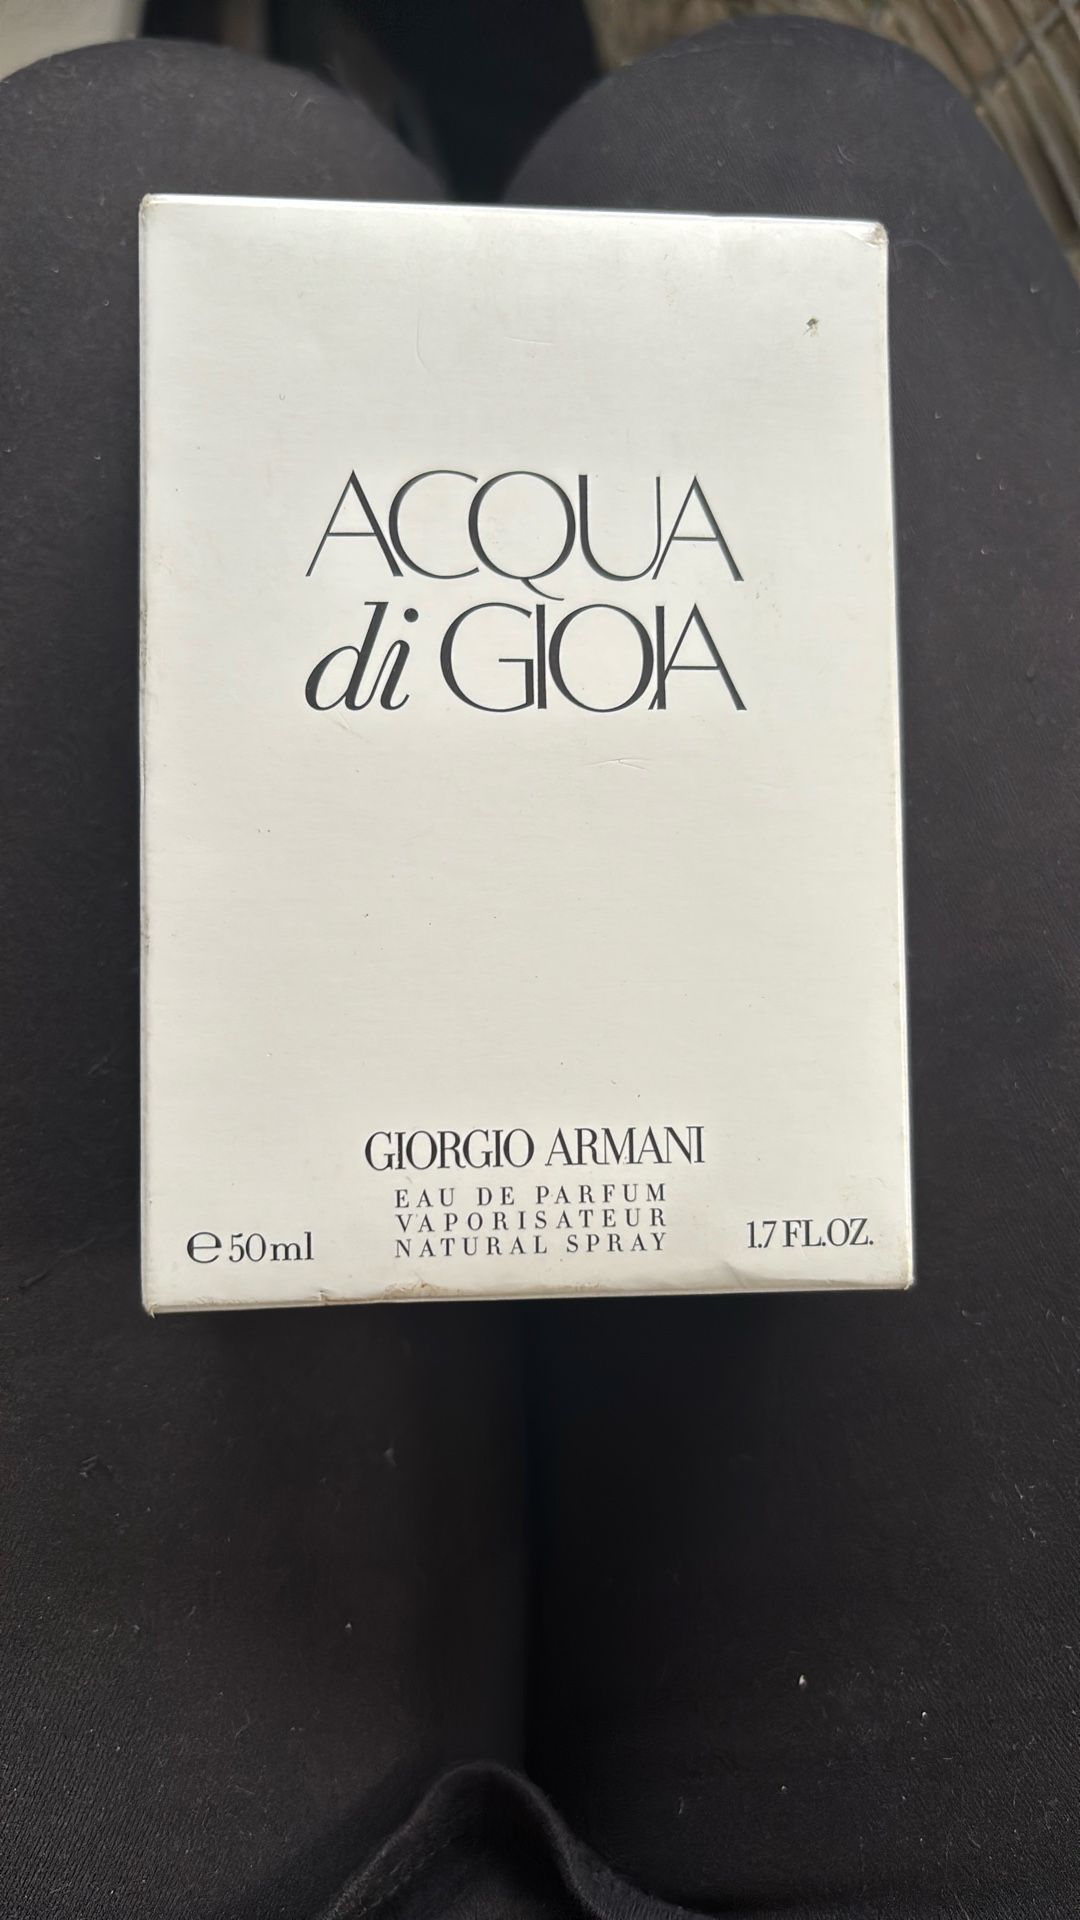 ACQUA
di GIOIA
GIORGIO ARMANI
EAU DE PARFUM
VAPORISATEUR
NATURAL SPRAY
℮50ml
1.7 FL.OZ.